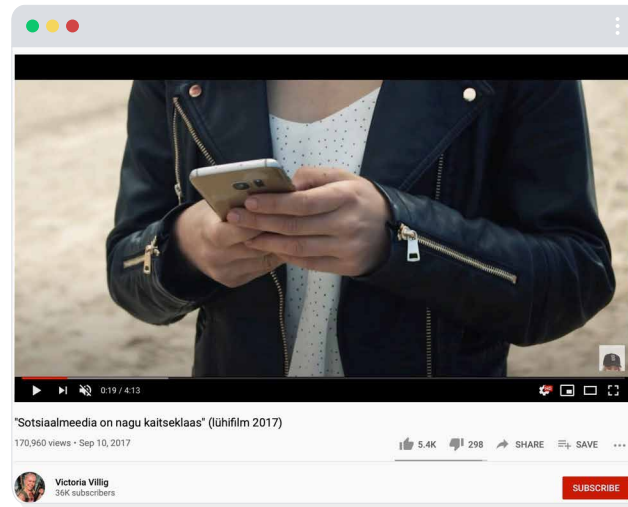 0:19 / 4:13
HD
"Sotsiaalmeedia on nagu kaitseklaas" (lühifilm 2017)
170,960 views • Sep 10, 2017
5.4K 298 SHARE SAVE
Victoria Villig
36K subscribers
SUBSCRIBE